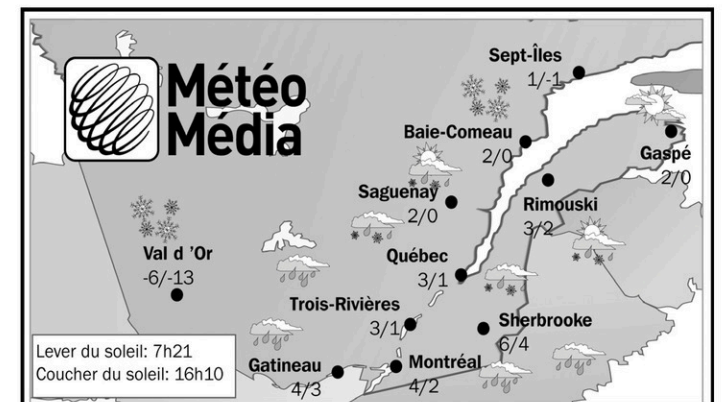 Météo
Média
Sept-Îles
1/-1
Baie-Comeau
2/0
Gaspé
2/0
Saguenay
2/0
Rimouski
3/2
Val d 'Or
-6/-13
Québec
3/1
Trois-Rivières
3/1
Sherbrooke
6/4
Lever du soleil: 7h21
Coucher du soleil: 16h10
Gatineau
4/3
Montréal
4/2